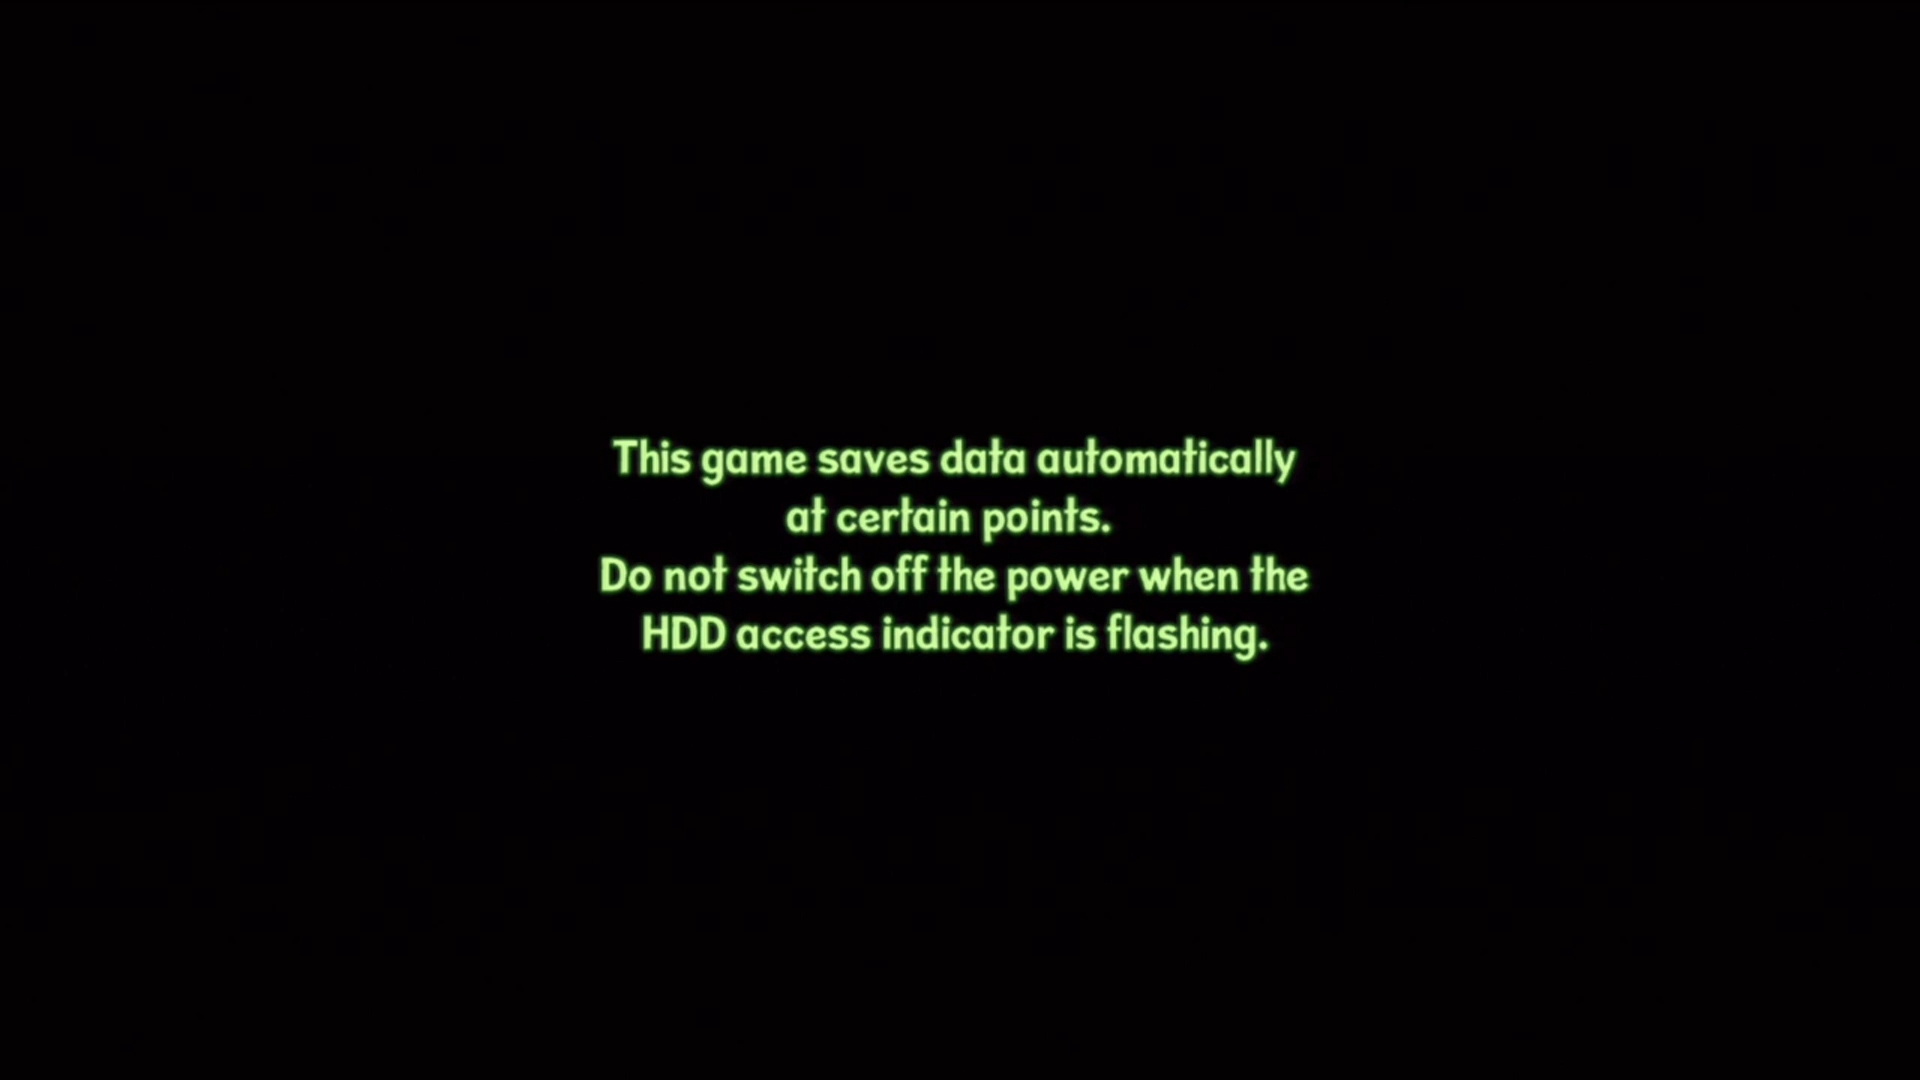 This game saves data automatically
at certain points.
Do not switch off the power when the
HDD access indicator is flashing.